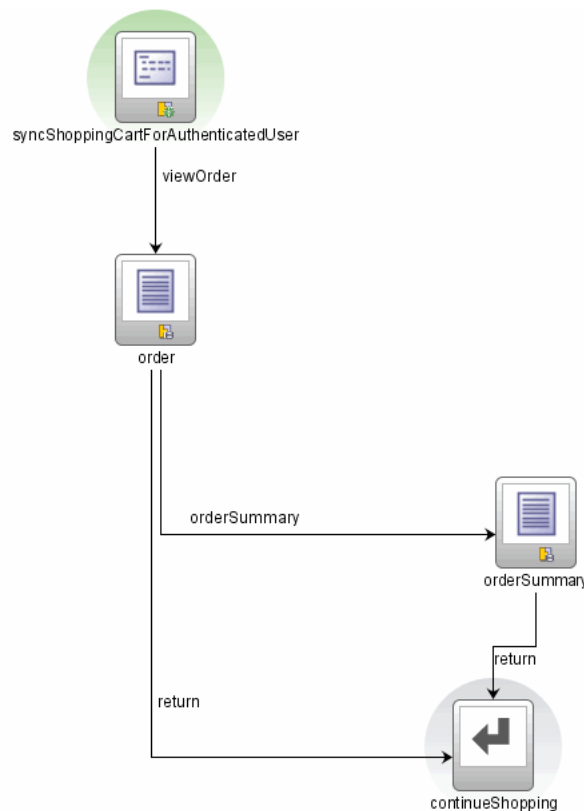 syncShoppingCartForAuthenticatedUser
viewOrder
order
orderSummary
orderSummary
return
return
continueShopping